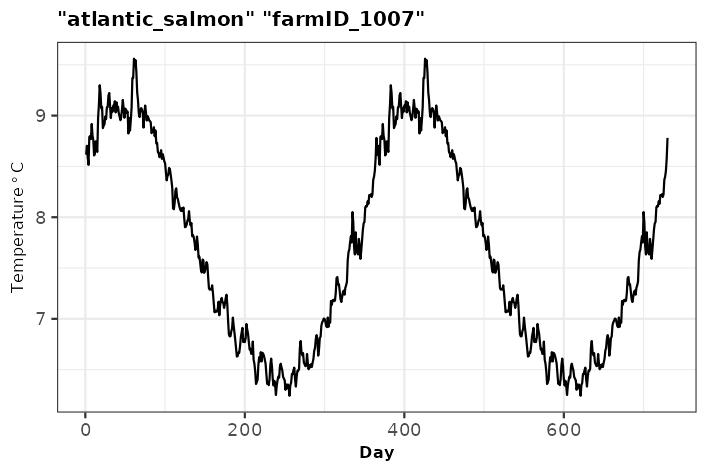 "atlantic_salmon" "farmID_1007"
Temperature ° C
9
8
7
0 200 400 600
Day